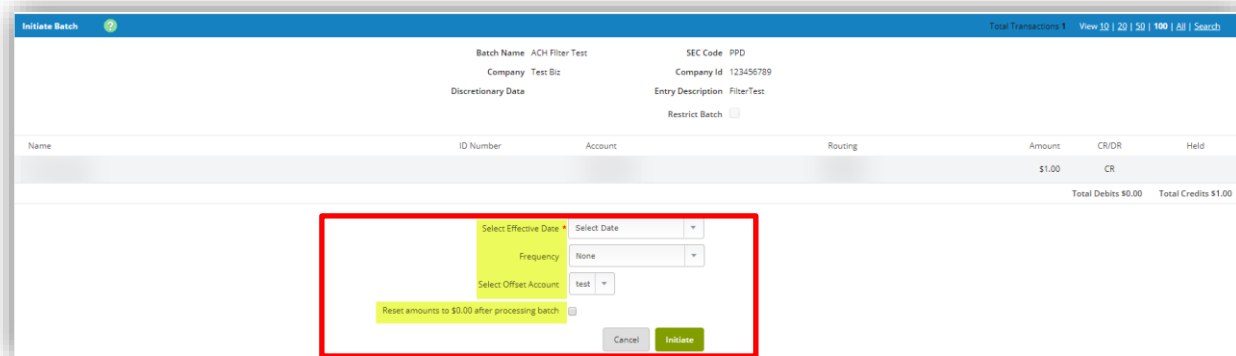 Initiate Batch ? Total Transactions 1 View 10 | 20 | 50 | 100 | All | Search
Batch Name ACH Filter Test SEC Code PPD
Company Test Biz Company Id 123456789
Discretionary Data Entry Description FilterTest
Restrict Batch
Name ID Number Account Routing Amount CR/DR Held
$1.00 CR
Total Debits $0.00 Total Credits $1.00
Select Effective Date * Select Date
Frequency None
Select Offset Account test
Reset amounts to $0.00 after processing batch
Cancel Initiate